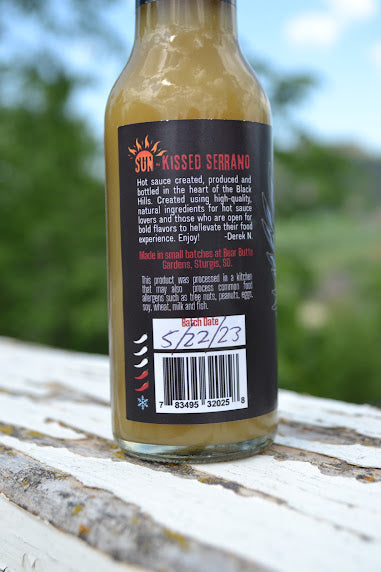 SUN-KISSED SERRANO
Hot sauce created, produced and
bottled in the heart of the Black
Hills. Created using high-quality,
natural ingredients for hot sauce
lovers and those who are open for
bold flavors to hellevate their food
experience. Enjoy! -Derek N.
Made in small batches at Bear Butte
Gardens, Sturgis, SD.
This product was processed in a kitchen
that may also process common food
allergens such as tree nuts, peanuts, eggs,
soy, wheat, milk and fish.
Batch Date
5/22/23
7 83495 32025 8